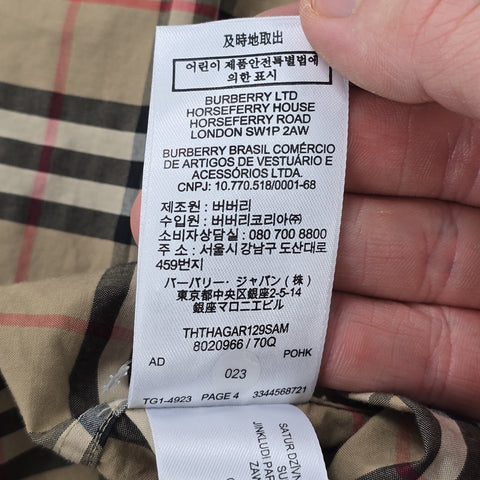 及時地取出
어린이 제품안전특별법에
의한 표시
BURBERRY LTD
HORSEFERRY HOUSE
HORSEFERRY ROAD
LONDON SW1P 2AW
BURBERRY BRASIL COMÉRCIO
DE ARTIGOS DE VESTUÁRIO E
ACESSÓRIOS LTDA.
CNPJ: 10.770.518/0001-68
제조원 : 버버리
수입원 : 버버리코리아㈜
소비자상담실 : 080 700 8800
주 소 : 서울시 강남구 도산대로
459번지
バーバリー・ジャパン(株)
東京都中央区銀座2-5-14
銀座マロニエビル
THTHAGAR129SAM
8020966 / 70Q
AD
POHK
023
TG1-4923 PAGE 4 3344568721
SATUR DZĪVN
JINKLUDI PAR